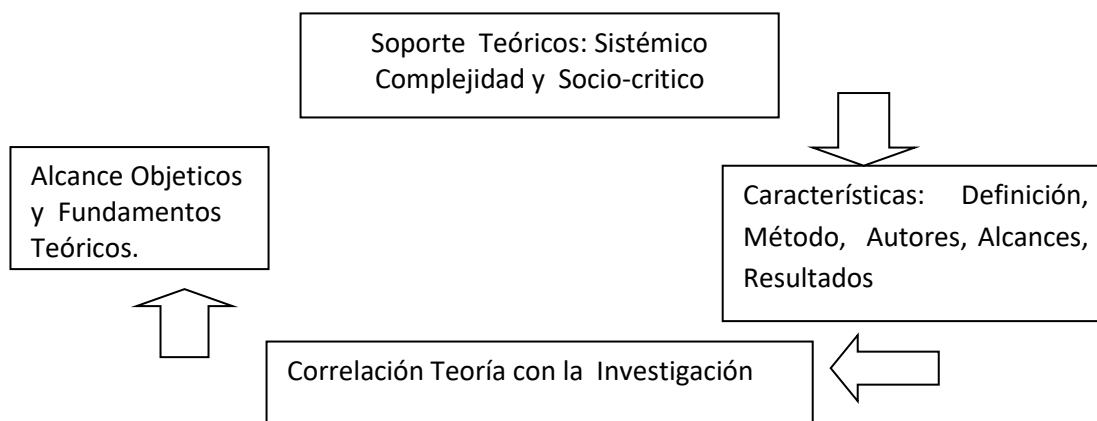 Soporte Teóricos: Sistémico
Complejidad y Socio-critico
Alcance Objeticos
y Fundamentos
Teóricos.
Características: Definición,
Método, Autores, Alcances,
Resultados
Correlación Teoría con la Investigación